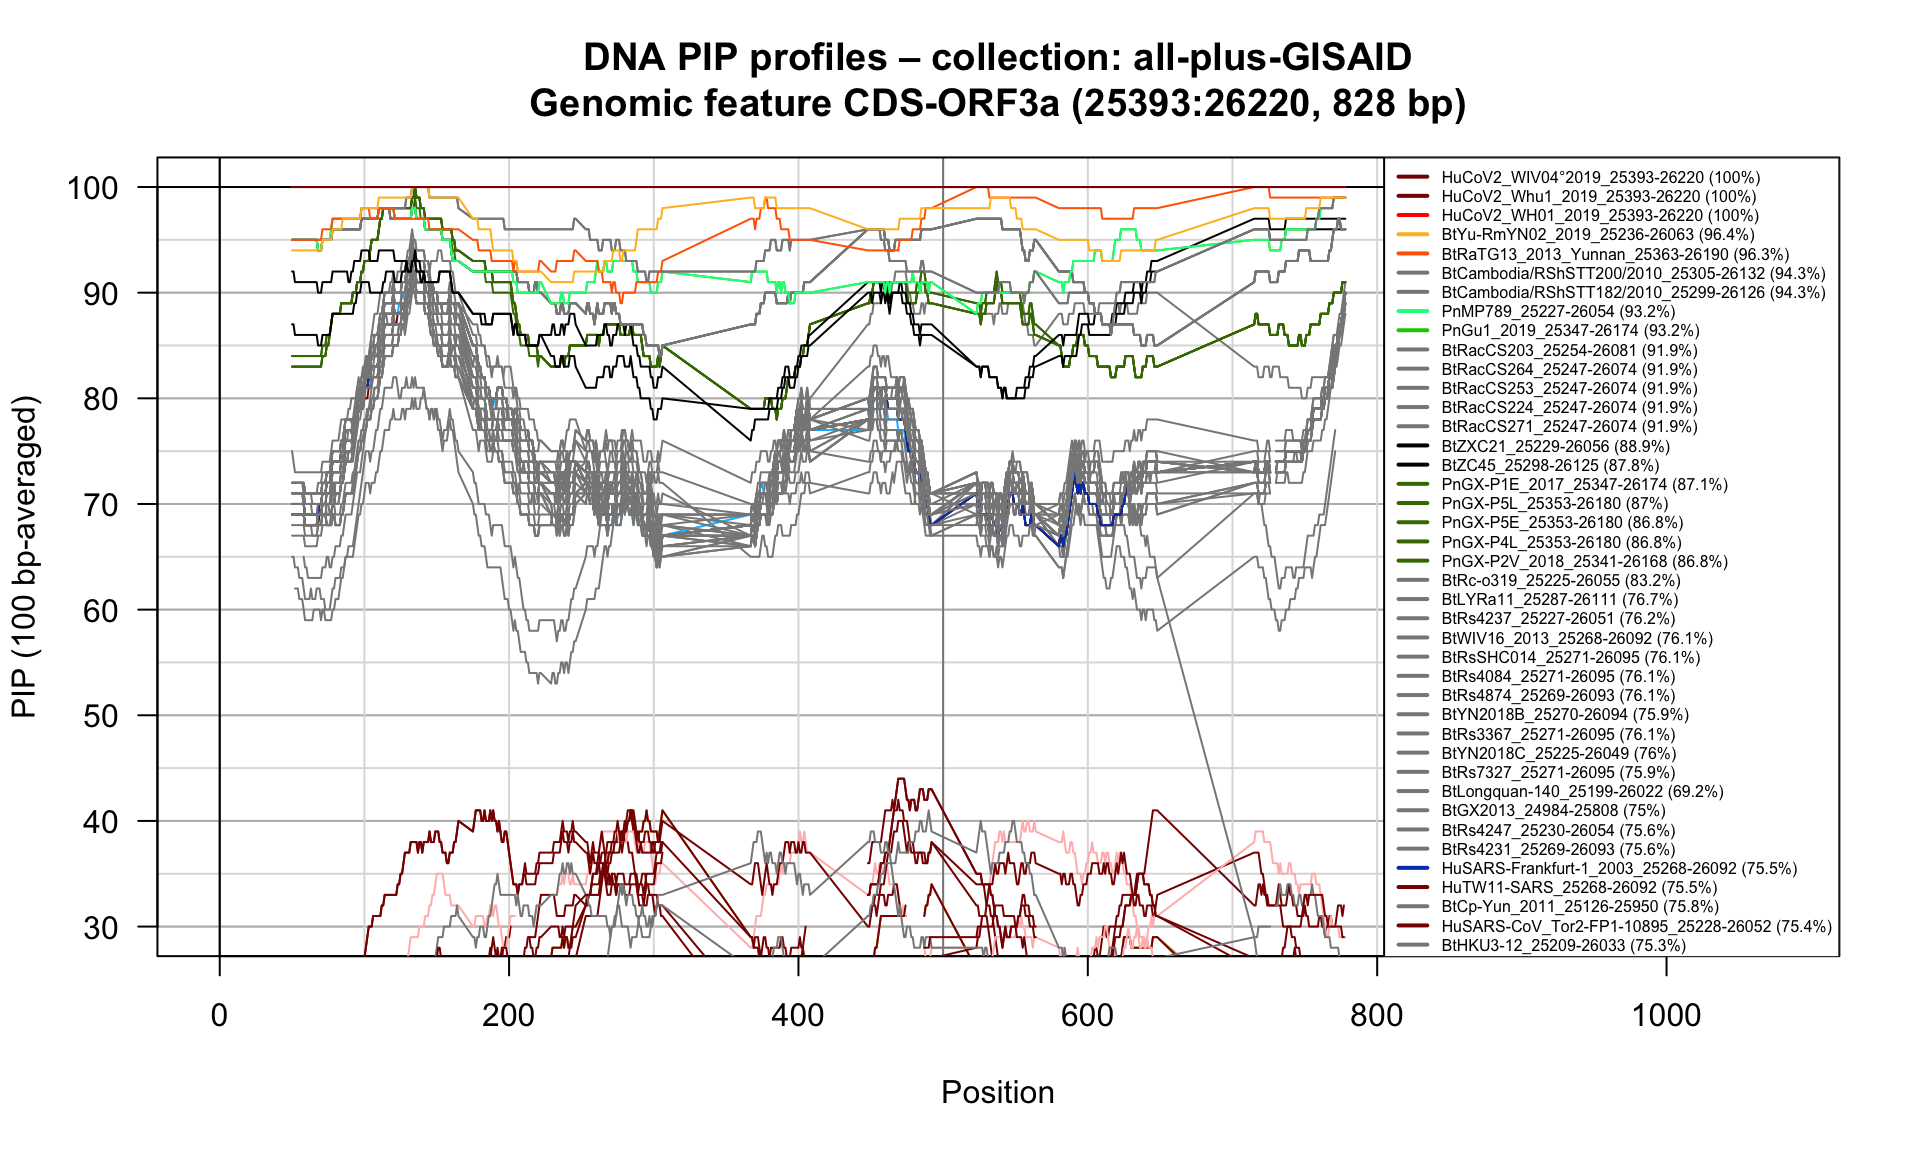 DNA PIP profiles – collection: all-plus-GISAID
Genomic feature CDS-ORF3a (25393:26220, 828 bp)
PIP (100 bp-averaged)
100
90
80
70
60
50
40
30
0
200
400
600
800
1000
Position
HuCoV2_WIV04°2019_25393-26220 (100%)
HuCoV2_Whu1_2019_25393-26220 (100%)
HuCoV2_WH01_2019_25393-26220 (100%)
BtYu-RmYN02_2019_25236-26063 (96.4%)
BtRaTG13_2013_Yunnan_25363-26190 (96.3%)
BtCambodia/RShSTT200/2010_25305-26132 (94.3%)
BtCambodia/RShSTT182/2010_25299-26126 (94.3%)
PnMP789_25227-26054 (93.2%)
PnGu1_2019_25347-26174 (93.2%)
BtRacCS203_25254-26081 (91.9%)
BtRacCS264_25247-26074 (91.9%)
BtRacCS253_25247-26074 (91.9%)
BtRacCS224_25247-26074 (91.9%)
BtRacCS271_25247-26074 (91.9%)
BtZXC21_25229-26056 (88.9%)
BtZC45_25298-26125 (87.8%)
PnGX-P1E_2017_25347-26174 (87.1%)
PnGX-P5L_25353-26180 (87%)
PnGX-P5E_25353-26180 (86.8%)
PnGX-P4L_25353-26180 (86.8%)
PnGX-P2V_2018_25341-26168 (86.8%)
BtRc-o319_25225-26055 (83.2%)
BtLYRa11_25287-26111 (76.7%)
BtRs4237_25227-26051 (76.2%)
BtWIV16_2013_25268-26092 (76.1%)
BtRsSHC014_25271-26095 (76.1%)
BtRs4084_25271-26095 (76.1%)
BtRs4874_25269-26093 (76.1%)
BtYN2018B_25270-26094 (75.9%)
BtRs3367_25271-26095 (76.1%)
BtYN2018C_25225-26049 (76%)
BtRs7327_25271-26095 (75.9%)
BtLongquan-140_25199-26022 (69.2%)
BtGX2013_24984-25808 (75%)
BtRs4247_25230-26054 (75.6%)
BtRs4231_25269-26093 (75.6%)
HuSARS-Frankfurt-1_2003_25268-26092 (75.5%)
HuTW11-SARS_25268-26092 (75.5%)
BtCp-Yun_2011_25126-25950 (75.8%)
HuSARS-CoV_Tor2-FP1-10895_25228-26052 (75.4%)
BtHKU3-12_25209-26033 (75.3%)